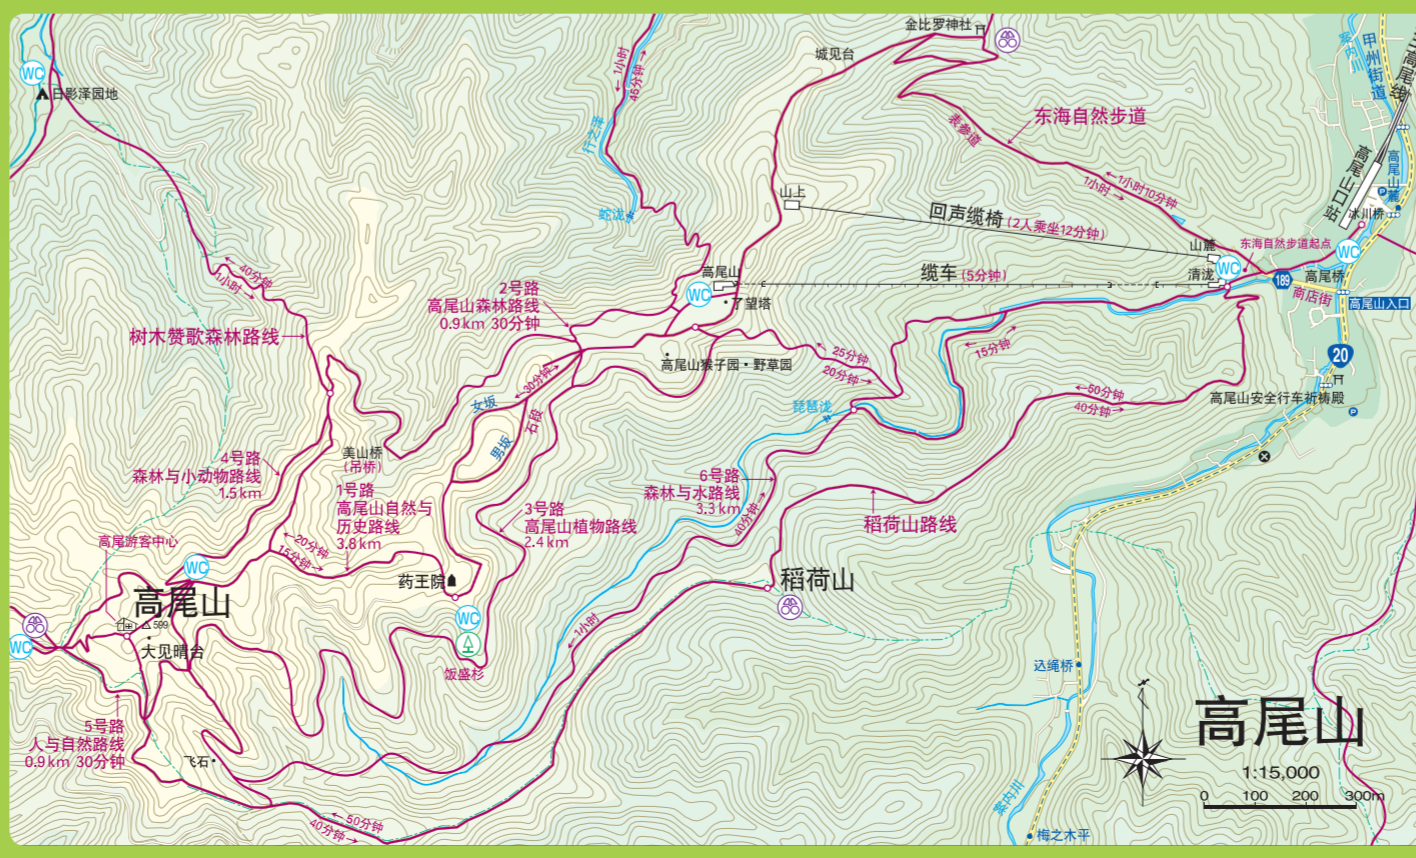 金比罗神社
城见台
甲州街道
案内川
高尾线
WC
日影泽园地
←1小时
45分钟→
行之泽
表参道
东海自然步道
高尾山口站
高尾山麓
P
冰川桥
←1小时10分钟
1小时→
山上
回声缆椅(2人乘坐12分钟)
蛇泷
山麓
东海自然步道起点
WC
WC
清泷
高尾桥
189
商店街
高尾山入口
←40分钟
1小时→
高尾山
缆车(5分钟)
WC
了望塔
2号路
高尾山森林路线
0.9km 30分钟
树木赞歌森林路线
20
←25分钟
20分钟→
←15分钟→
高尾山猴子园・野草园
←30分钟→
女坂
石段
男坂
琵琶泷
←50分钟
40分钟→
高尾山安全行车祈祷殿
P
美山桥
(吊桥)
4号路
森林与小动物路线
1.5km
1号路
高尾山自然与
历史路线
3.8km
6号路
森林与水路线
3.3km
40分钟→
3号路
高尾山植物路线
2.4km
稻荷山路线
高尾游客中心
←20分钟
15分钟→
WC
药王院
稻荷山
高尾山
599
大见晴台
WC
WC
←1小时
饭盛杉
込绳桥
5号路
人与自然路线
0.9km 30分钟
飞石
高尾山
1:15,000
0 100 200 300m
案内川
←50分钟
40分钟→
梅之木平